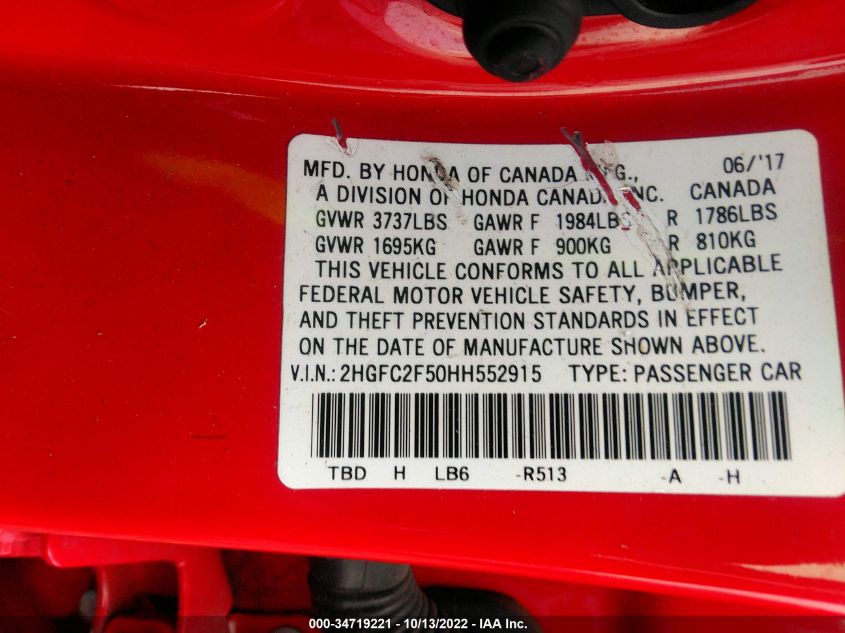 MFD. BY HONDA OF CANADA MFG., 06/'17
A DIVISION OF HONDA CANADA INC. CANADA
GVWR 3737LBS GAWR F 1984LBS R 1786LBS
GVWR 1695KG GAWR F 900KG R 810KG
THIS VEHICLE CONFORMS TO ALL APPLICABLE
FEDERAL MOTOR VEHICLE SAFETY, BUMPER,
AND THEFT PREVENTION STANDARDS IN EFFECT
ON THE DATE OF MANUFACTURE SHOWN ABOVE.
V.I.N.: 2HGFC2F50HH552915 TYPE: PASSENGER CAR
TBD H LB6 -R513 -A -H
000-34719221 - 10/13/2022 - IAA Inc.